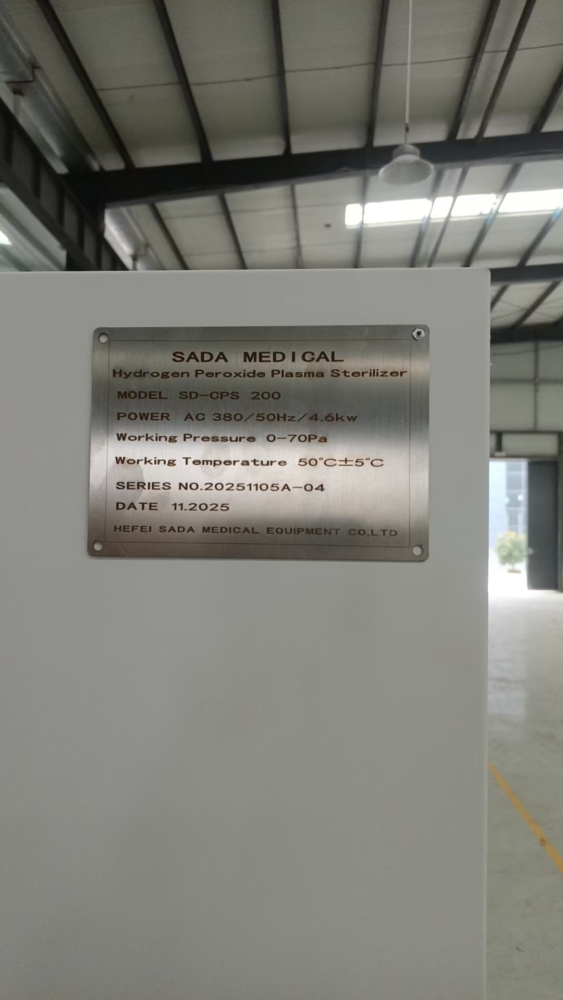 SADA MEDICAL
Hydrogen Peroxide Plasma Sterilizer
MODEL SD-CPS 200
POWER AC 380/50Hz/4.6kw
Working Pressure 0-70Pa
Working Temperature 50°C±5°C
SERIES NO.20251105A-04
DATE 11.2025
HEFEI SADA MEDICAL EQUIPMENT CO,LTD